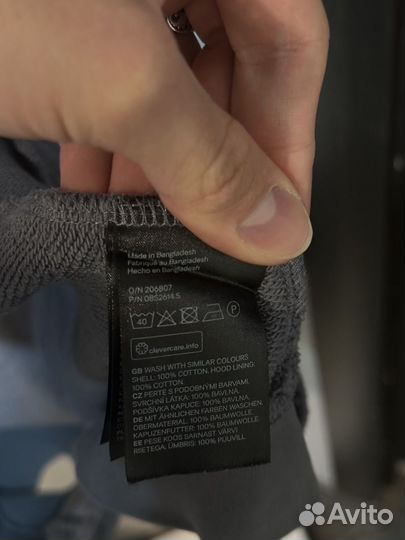 Made in Bangladesh
Fabriqué au Bangladesh
Hecho en Bangladesh
O/N 206807
P/N 08S2614.S
40
P
clevercare.info
GB WASH WITH SIMILAR COLOURS
SHELL: 100% COTTON. HOOD LINING:
100% COTTON.
CZ PERTE S PODOBNÝMI BARVAMI.
SVRCHNÍ LÁTKA: 100% BAVLNA
PODŠÍVKA KAPUCE: 100% BAVLNA
DE MIT ÄHNLICHEN FARBEN WASCHEN.
OBERMATERIAL: 100% BAUMWOLLE.
KAPUZENFUTTER: 100% BAUMWOLLE
EE PESE KOOS SARNAST VÄRVI
RIIETEGA. ÜMBRIS: 100% PUUVILL
Avito